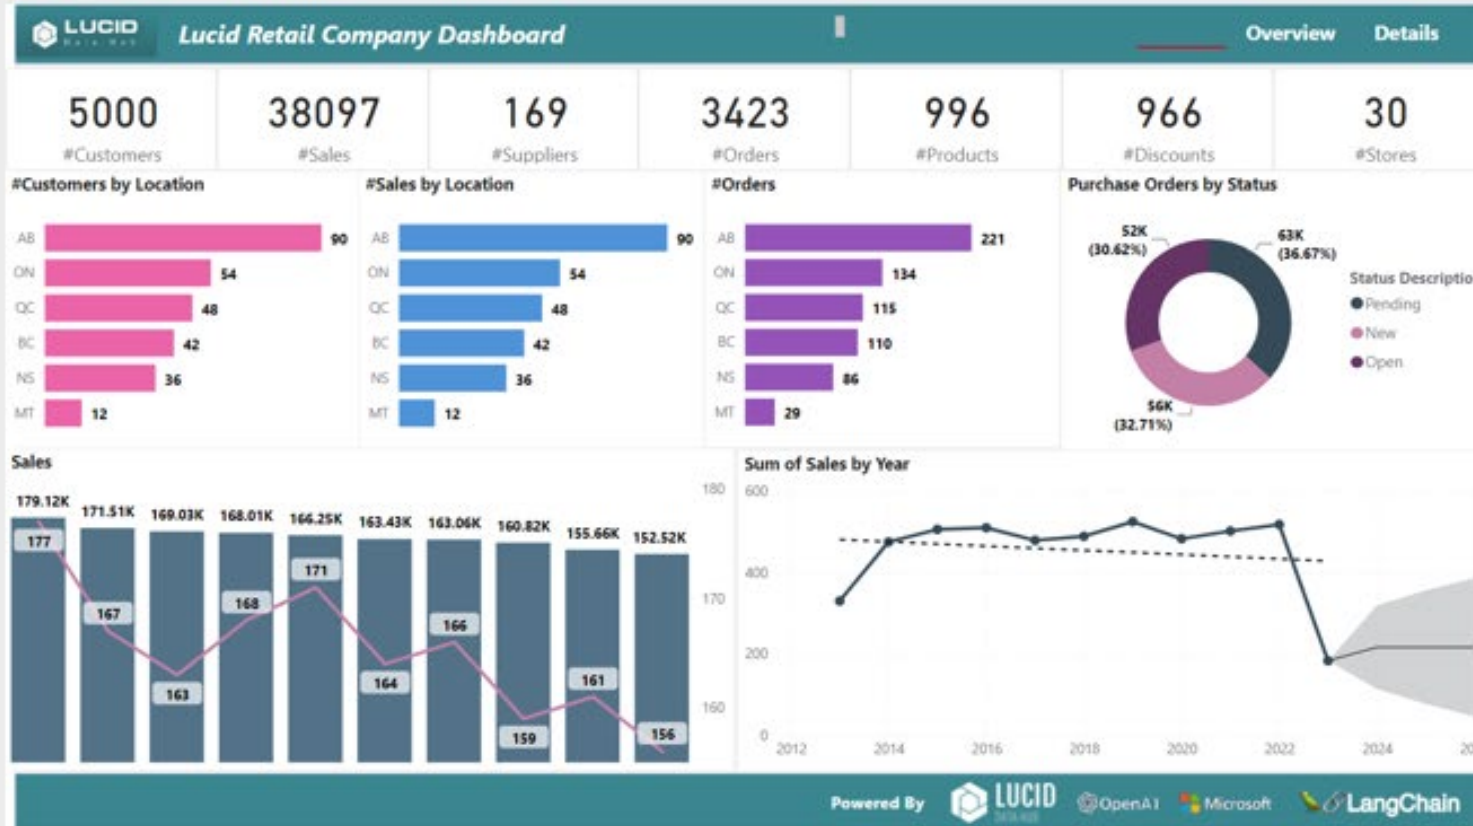 LUCID
Lucid Retail Company Dashboard
Overview
Details
5000
#Customers
38097
#Sales
169
#Suppliers
3423
#Orders
996
#Products
966
#Discounts
30
#Stores
#Customers by Location
AB 90
ON 54
QC 48
BC 42
NS 36
MT 12
#Sales by Location
AB 90
ON 54
QC 48
BC 42
NS 36
MT 12
#Orders
AB 221
ON 134
QC 115
BC 110
NS 86
MT 29
Purchase Orders by Status
52K
(30.62%)
63K
(36.67%)
56K
(32.71%)
Status Descriptio
Pending
New
Open
Sales
179.12K 171.51K 169.03K 168.01K 166.25K 163.43K 163.06K 160.82K 155.66K 152.52K
177 167 163 168 171 164 166 159 161 156
180
170
160
Sum of Sales by Year
600
400
200
0
2012 2014 2016 2018 2020 2022 2024 20
Powered By
LUCID
DATA HUB
OpenAI
Microsoft
LangChain